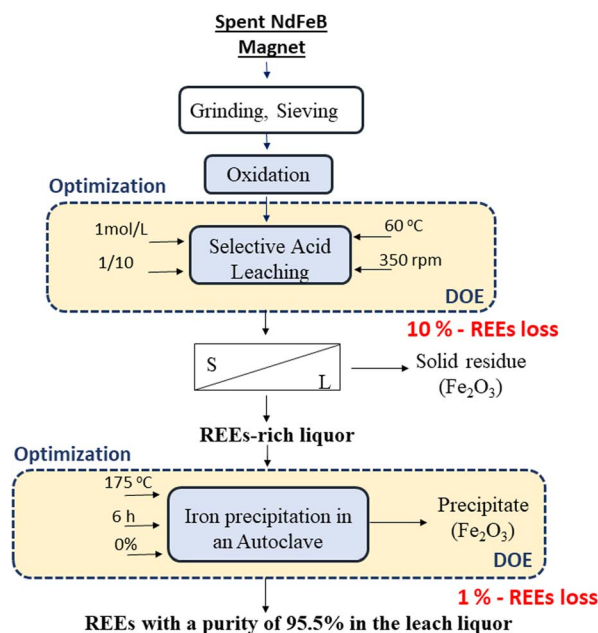 Spent NdFeB
Magnet
Grinding, Sieving
Oxidation
Optimization
1mol/L
1/10
Selective Acid
Leaching
60 ⁰C
350 rpm
DOE
10 % - REEs loss
S
L
Solid residue
(Fe₂O₃)
REEs-rich liquor
Optimization
175 ⁰C
6 h
0%
Iron precipitation in
an Autoclave
Precipitate
(Fe₂O₃)
DOE
1 % - REEs loss
REEs with a purity of 95.5% in the leach liquor